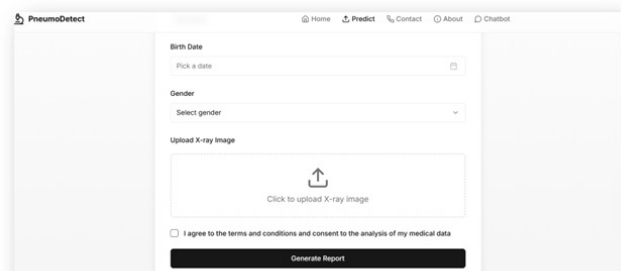 PneumoDetect
Home Predict Contact About Chatbot
Birth Date
Pick a date
Gender
Select gender
Upload X-ray Image
Click to upload X-ray image
I agree to the terms and conditions and consent to the analysis of my medical data
Generate Report